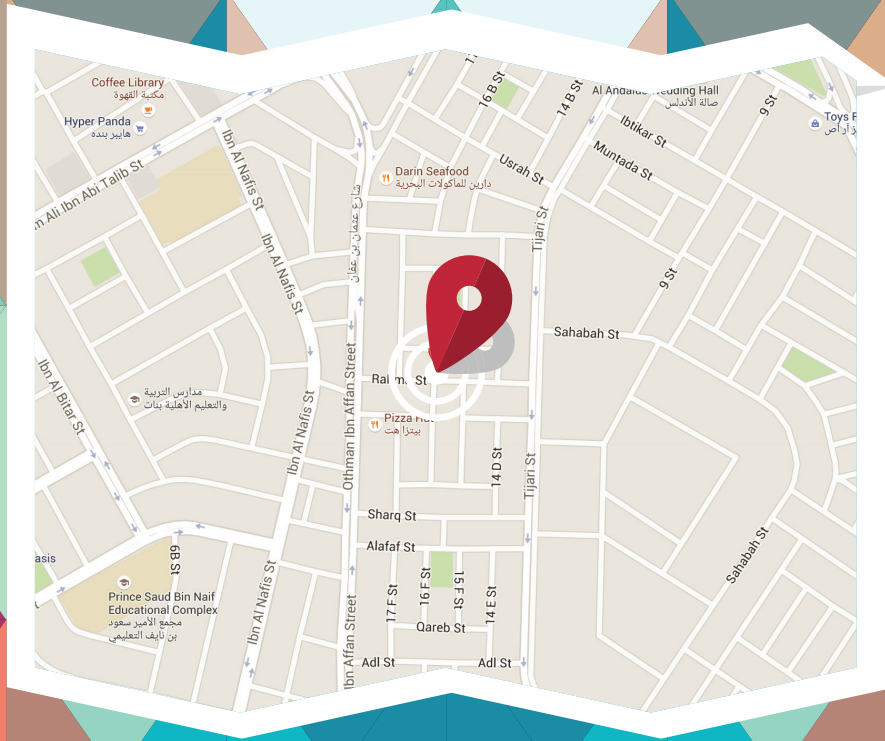 Coffee Library
مكتبة القهوة
Hyper Panda
هايبر بنده
Ali Ibn Abi Talib St
Ibn Al Nafis St
Ibn Al Nafis St
Ibn Al Nafis St
Ibn Al Nafis St
Ibn Al Bitar St
شارع عثمان بن عفان
Othman Ibn Affan Street
Ibn Affan Street
Darin Seafood
دارين للماكولات البحرية
16 B St
14 B St
Usrah St
Al Andalus Wedding Hall
صالة الأندلس
Ibtikar St
Muntada St
9 St
Toys
9 St
Tijari St
Tijari St
Sahabah St
Sahabah St
St
Pizza
بيتزا هت
مدارس التربية
والتعليم الأهلية بنات
14 D St
Sharq St
Alafaf St
6B St
17 F St
16 F St
15 F St
14 E St
Qareb St
Adl St
Adl St
asis
Prince Saud Bin Naif
Educational Complex
مجمع الأمير سعود
بن نايف التعليمي